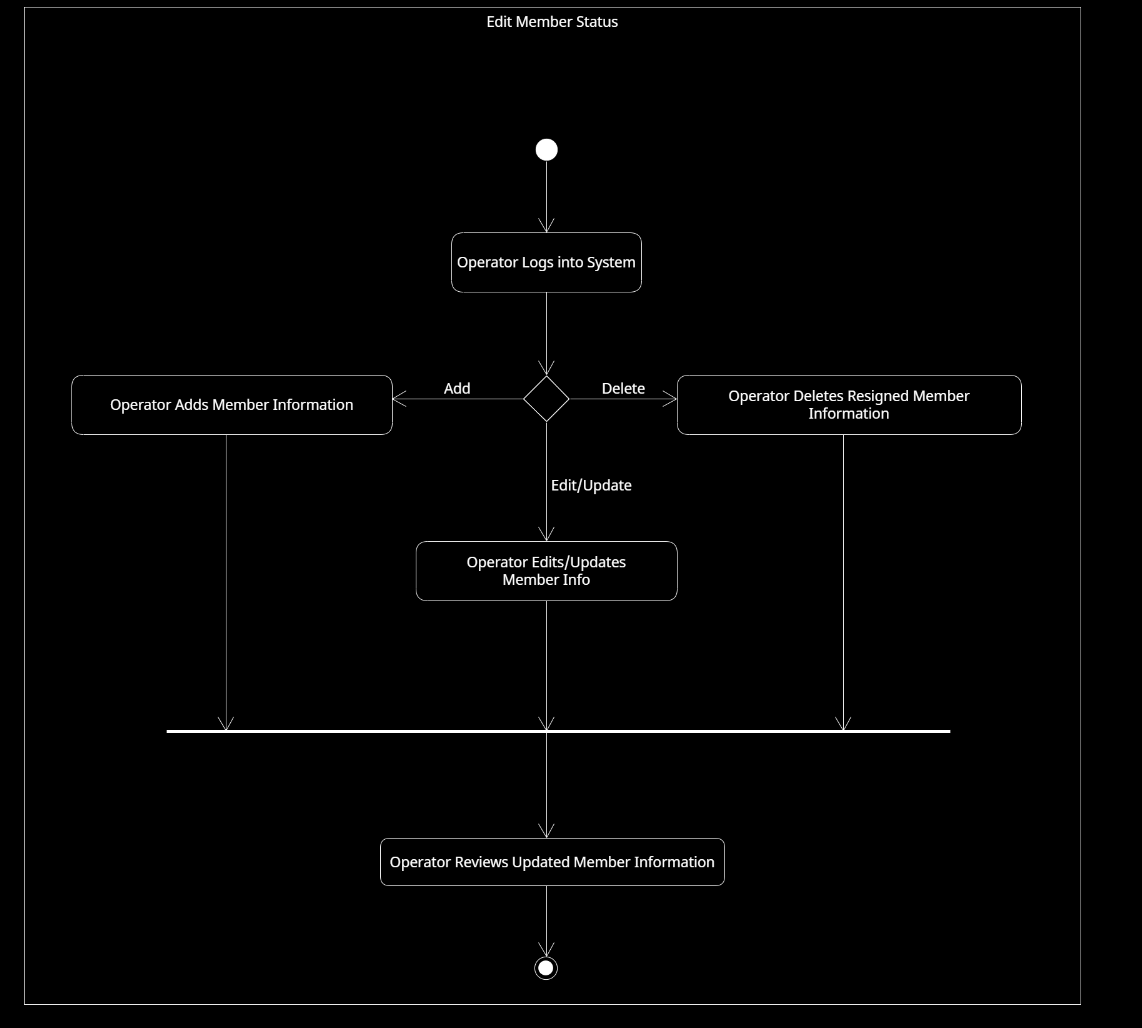 Edit Member Status
Operator Logs into System
Add
Delete
Operator Adds Member Information
Operator Deletes Resigned Member
Information
Edit/Update
Operator Edits/Updates
Member Info
Operator Reviews Updated Member Information